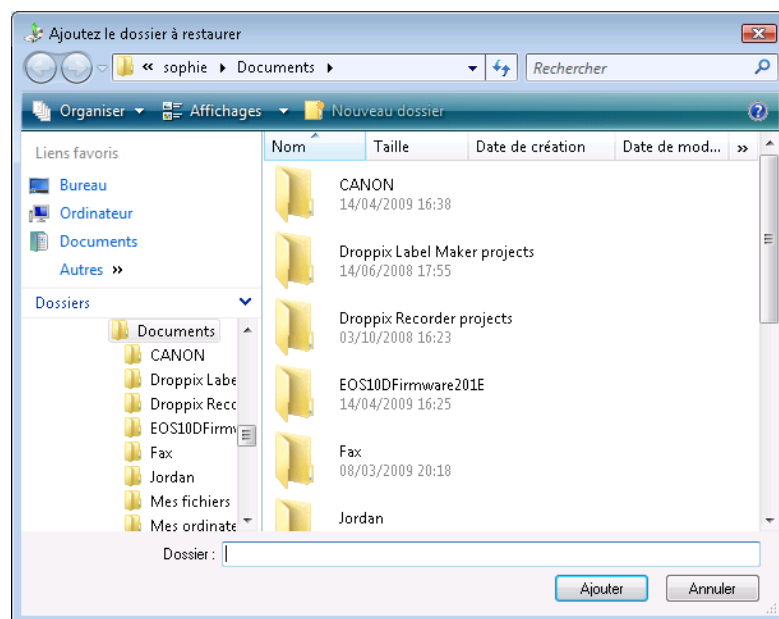 Ajoutez le dossier à restaurer
« sophie Documents
Rechercher
Organiser Affichages Nouveau dossier
Liens favoris
Bureau
Ordinateur
Documents
Autres »
Dossiers
Documents
CANON
Droppix Labe
Droppix Recc
EOS10DFirmw
Fax
Jordan
Mes fichiers
Mes ordinate
Nom Taille Date de création Date de mod... »
CANON
14/04/2009 16:38
Droppix Label Maker projects
14/06/2008 17:55
Droppix Recorder projects
03/10/2008 16:23
EOS10DFirmware201E
14/04/2009 16:25
Fax
08/03/2009 20:18
Jordan
Dossier :
Ajouter Annuler